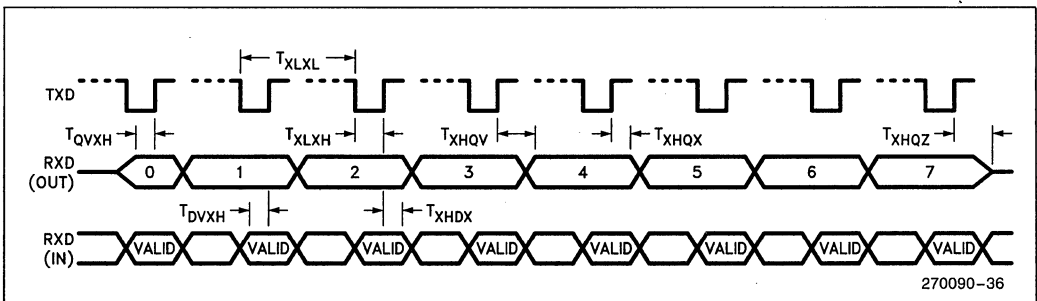 T_XLXL
TXD
T_QVXH T_XLXH T_XHQV T_XHQX T_XHQZ
RXD (OUT) 0 1 2 3 4 5 6 7
T_DVXH T_XHDX
RXD (IN) VALID VALID VALID VALID VALID VALID VALID VALID
270090-36